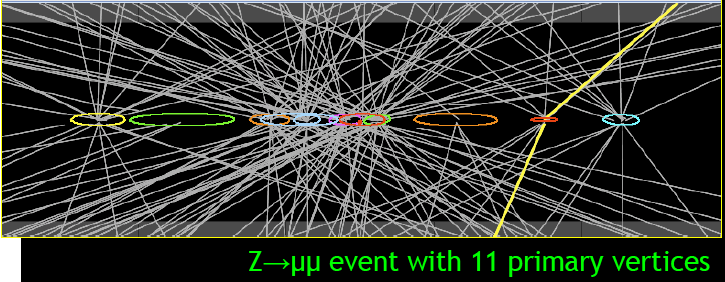 Z→μμ event with 11 primary vertices